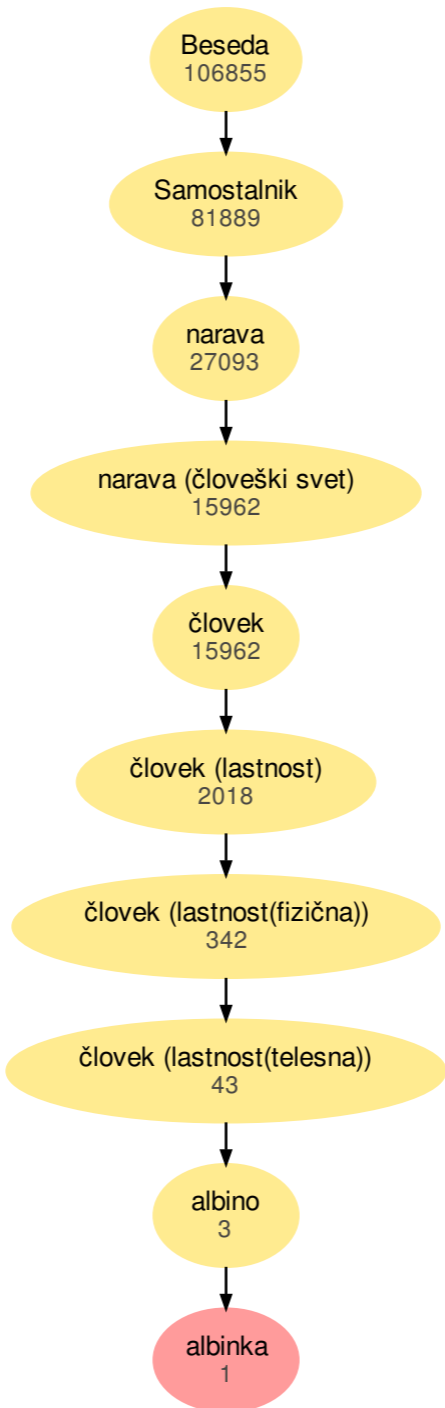 Beseda
106855
Samostalnik
81889
narava
27093
narava (človeški svet)
15962
človek
15962
človek (lastnost)
2018
človek (lastnost(fizična))
342
človek (lastnost(telesna))
43
albino
3
albinka
1